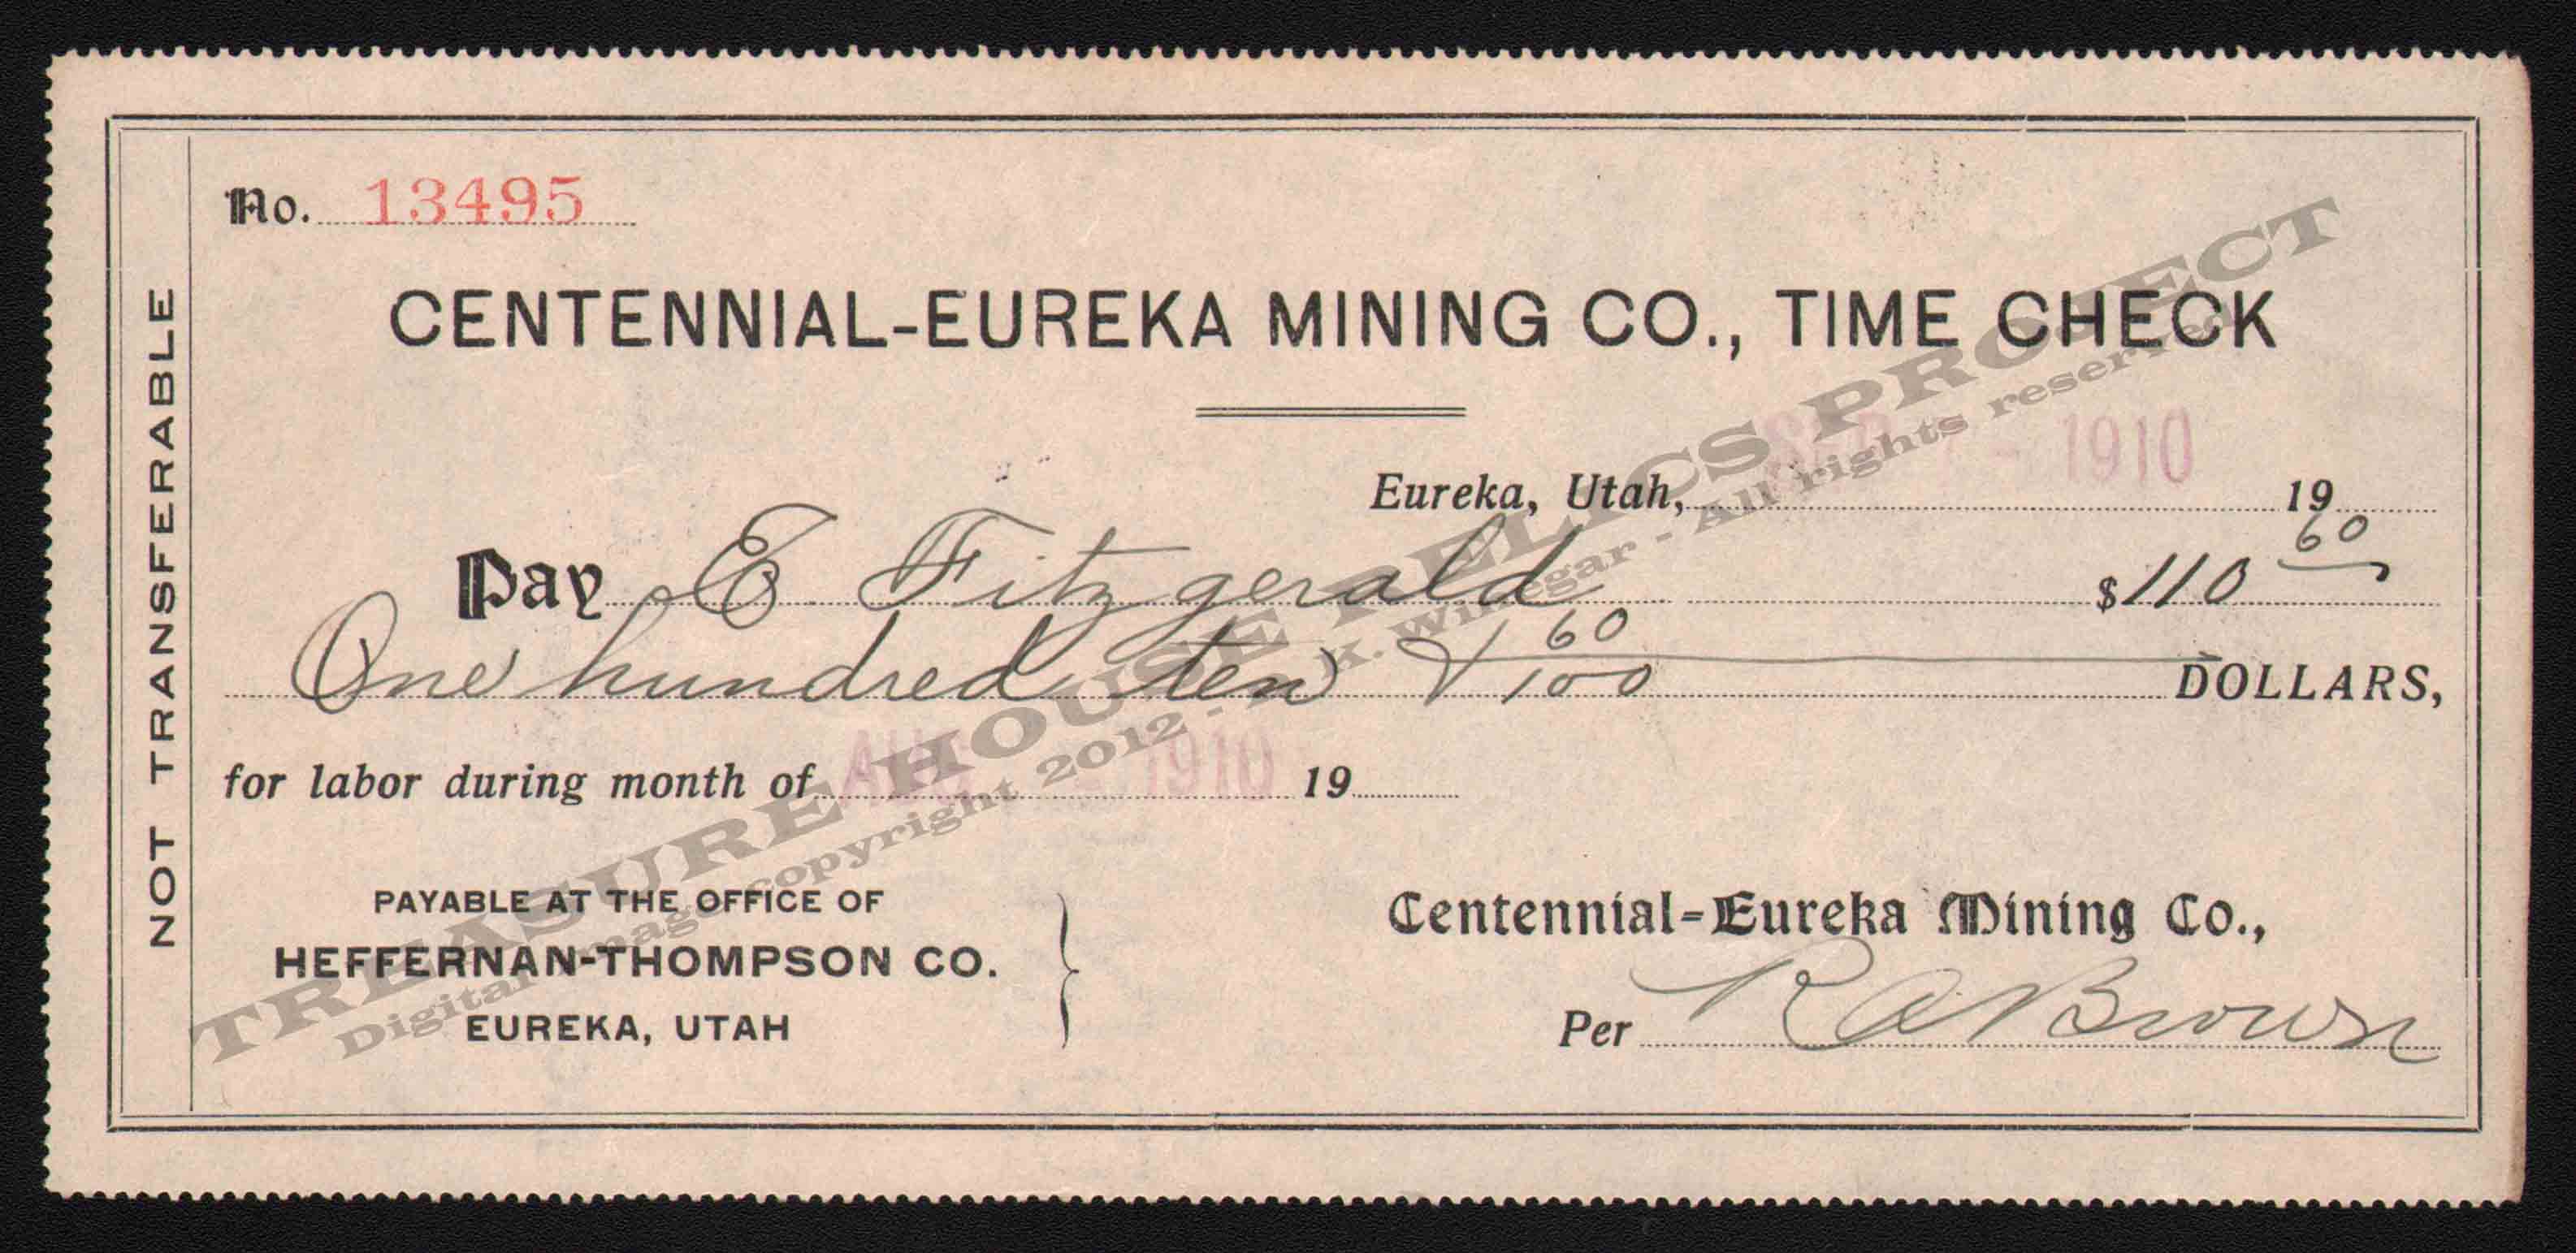 No. 13495
CENTENNIAL-EUREKA MINING CO., TIME CHECK
Eureka, Utah, SEP - 1910 19
Pay E Fitzgerald $110 60
One hundred ten & 60/100 DOLLARS,
for labor during month of AUG - 1910 19
PAYABLE AT THE OFFICE OF
HEFFERNAN-THOMPSON CO.
EUREKA, UTAH
Centennial-Eureka Mining Co.,
Per R A Brown
NOT TRANSFERABLE
TREASURE HOUSE RELICS PROJECT
Digital image copyright 2012 - K. Winegar - All rights reserved